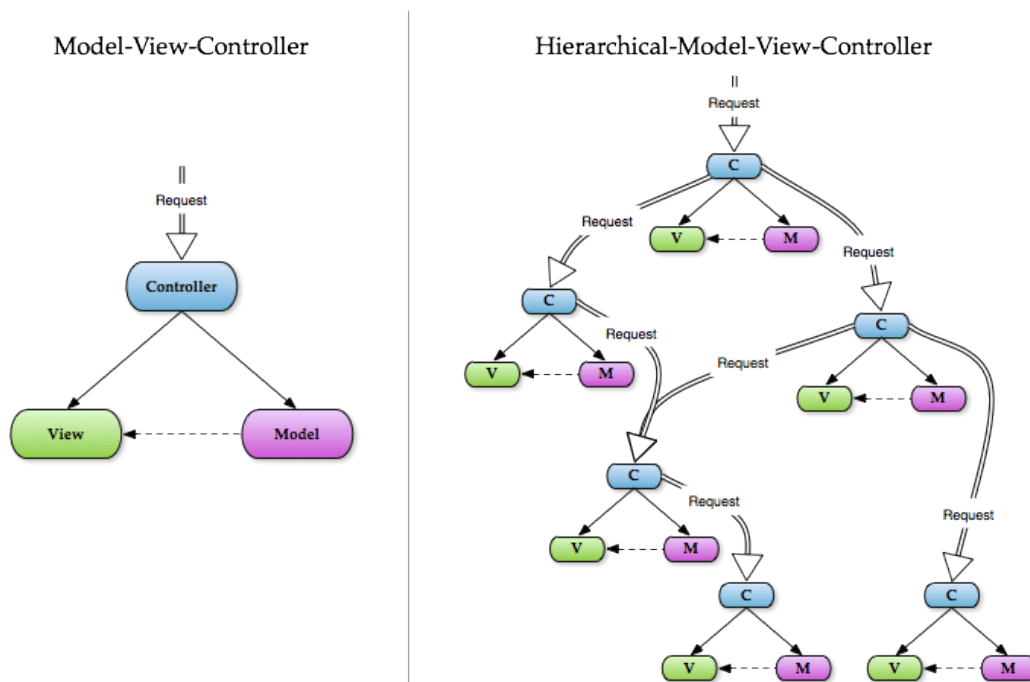 Model-View-Controller
Request
Controller
View
Model
Hierarchical-Model-View-Controller
Request
C
V
M
Request
Request
C
V
M
Request
C
V
M
Request
C
V
M
Request
Request
C
V
M
C
V
M